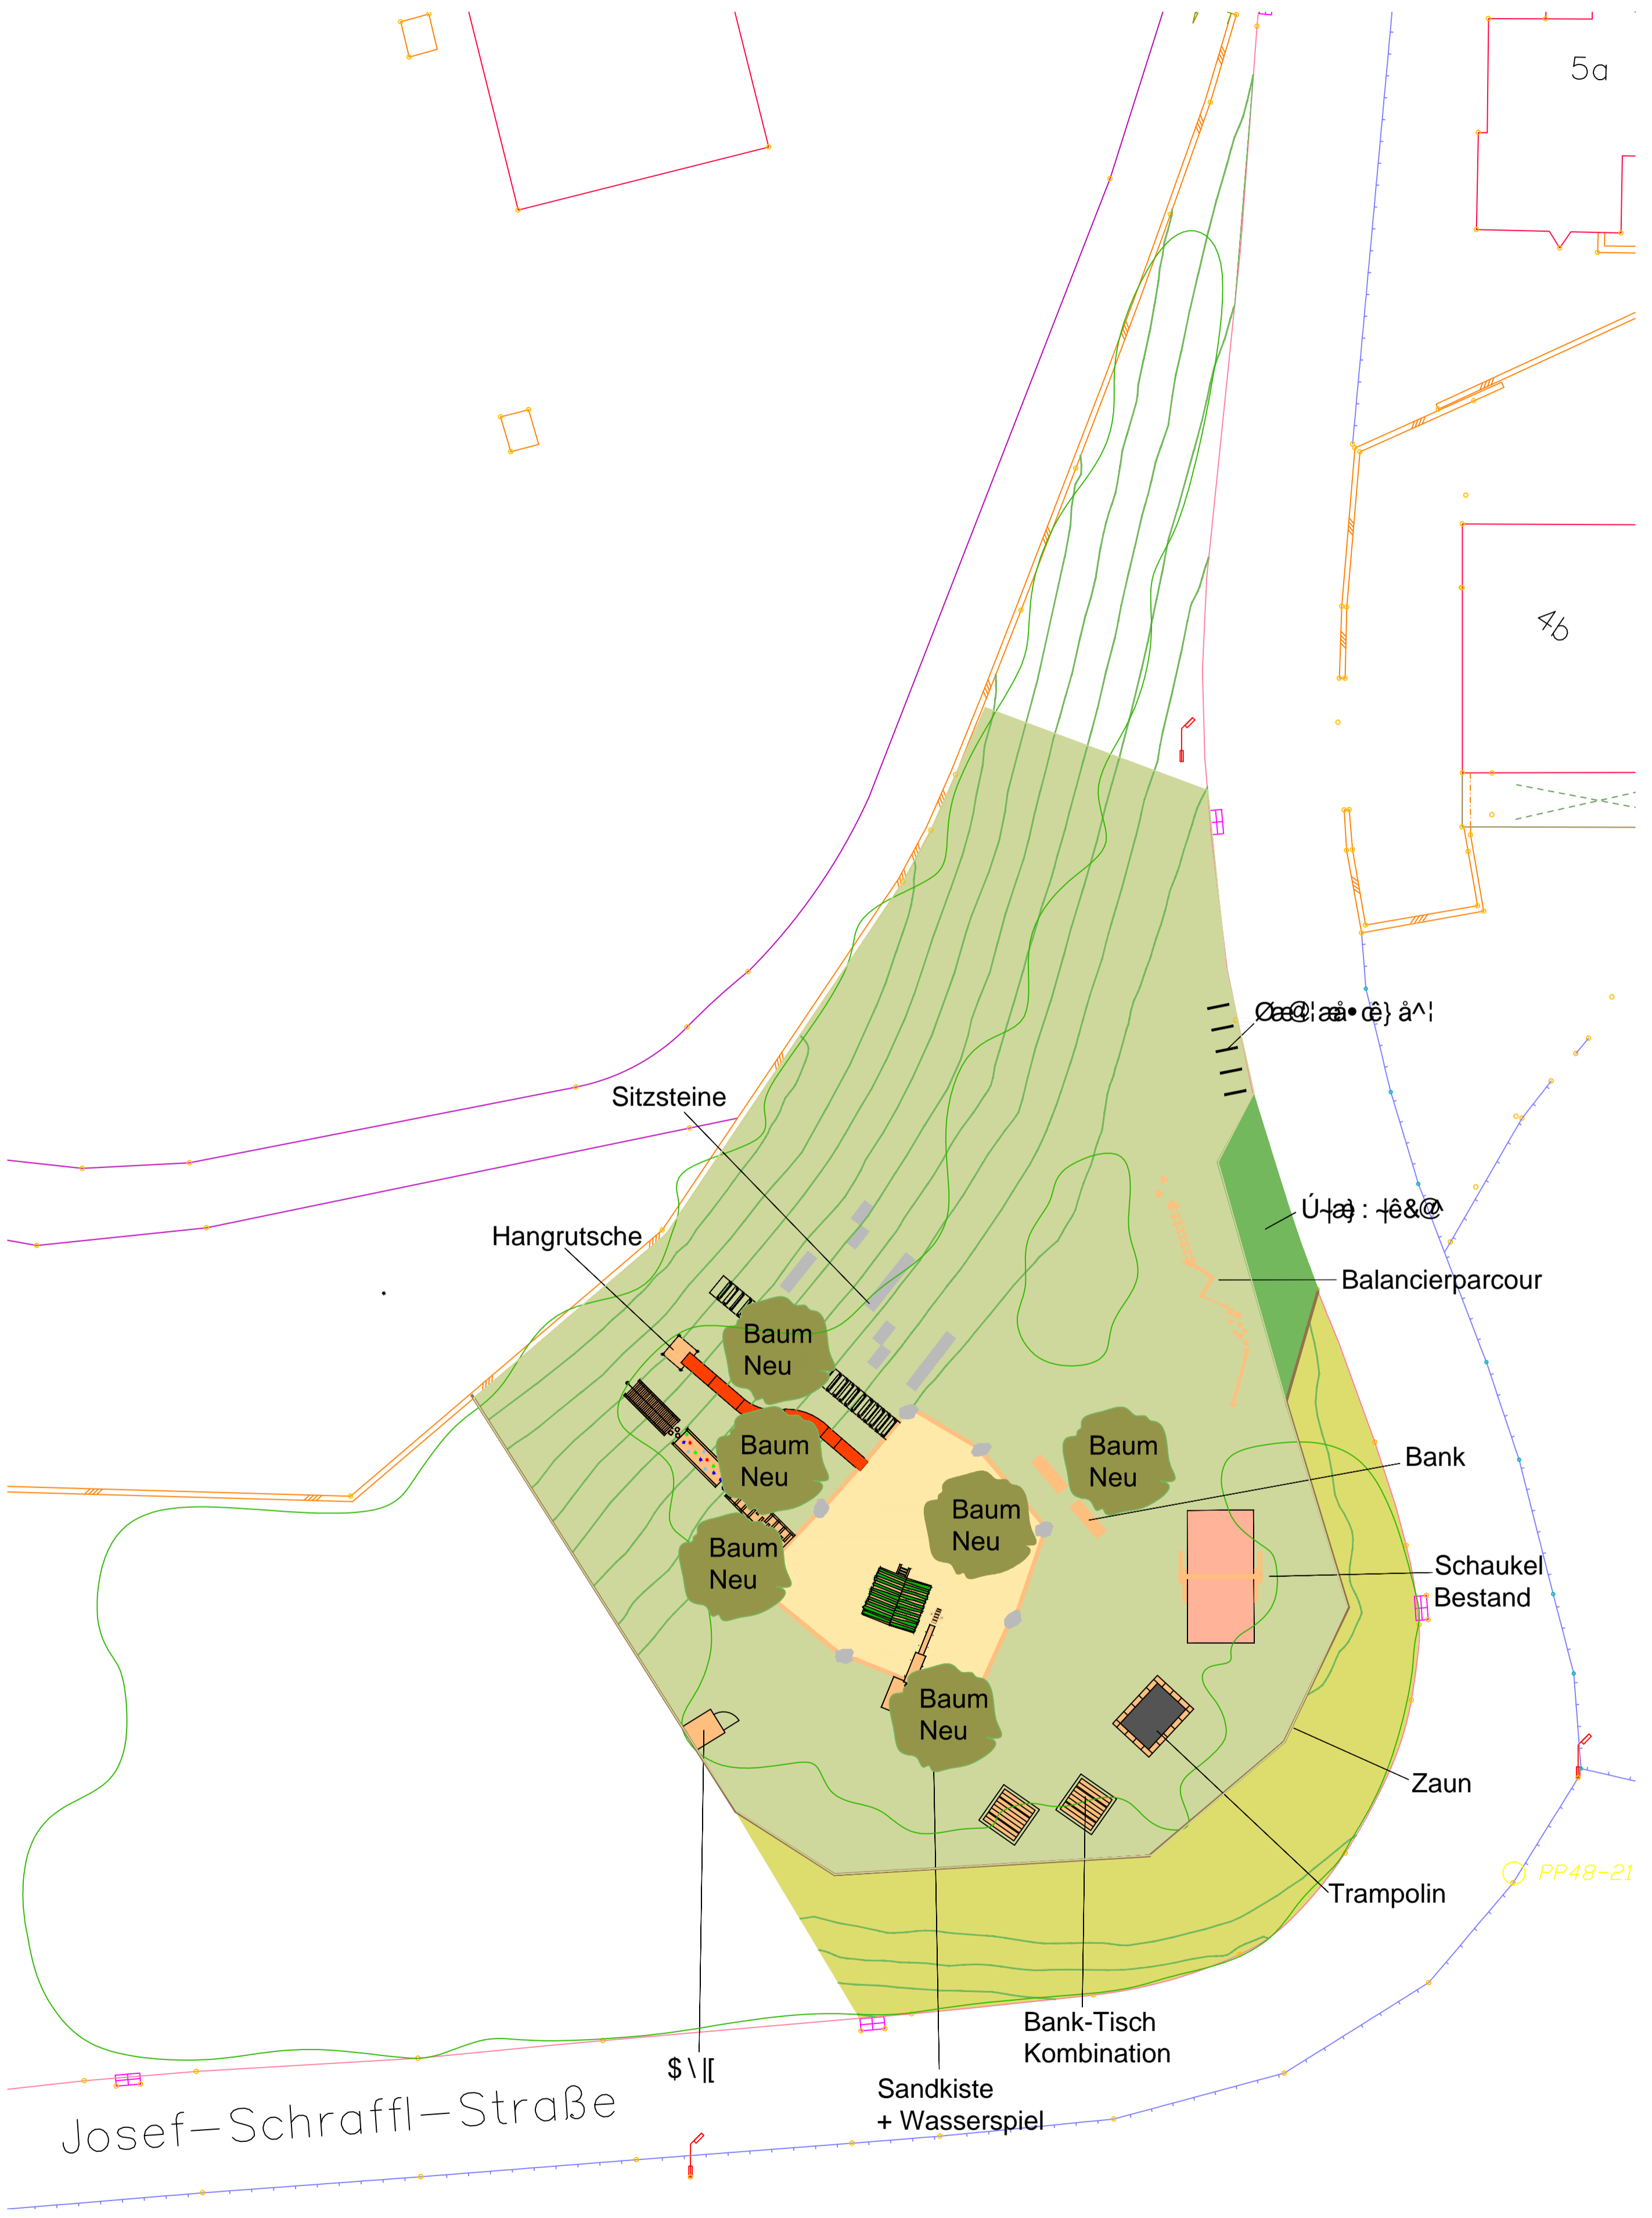 5a
4b
Sitzsteine
Hangrutsche
Balancierparcour
Baum
Neu
Baum
Neu
Baum
Neu
Baum
Neu
Baum
Neu
Bank
Schaukel
Bestand
Baum
Neu
Zaun
PP48-21
Trampolin
Bank-Tisch
Kombination
$ \ |[
Sandkiste
+ Wasserspiel
Josef-Schraffl-Straße